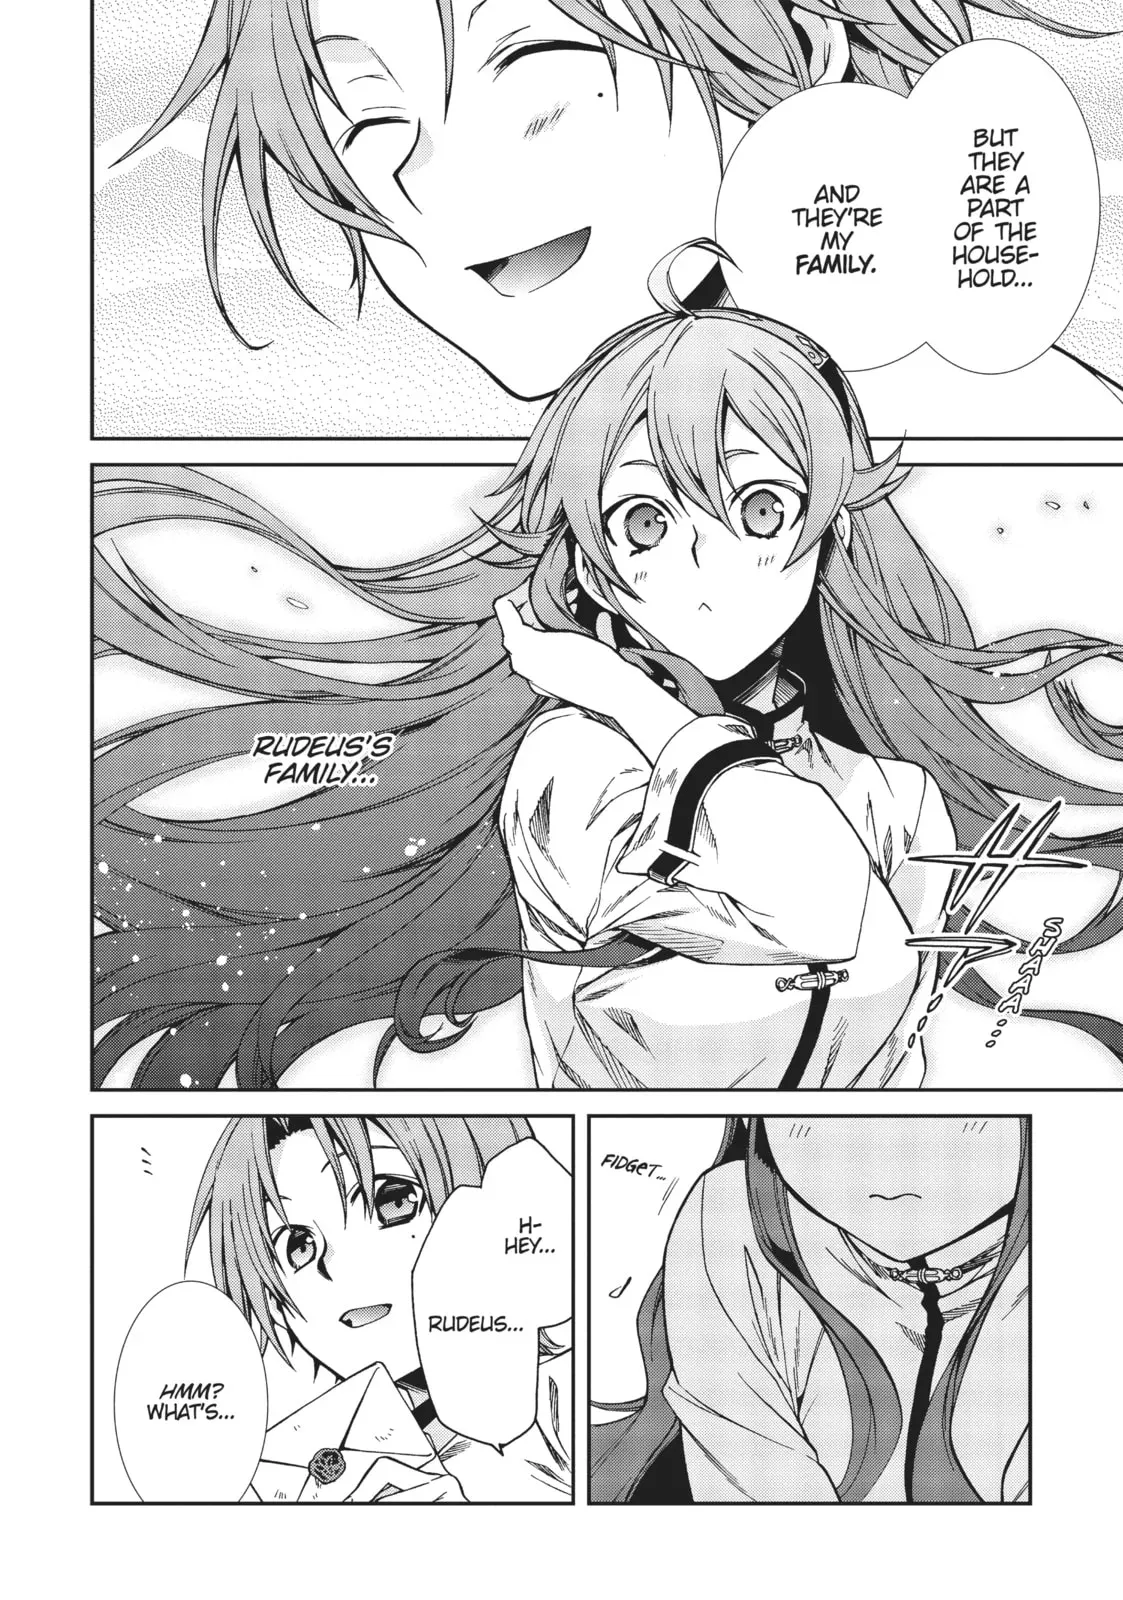 BUT
THEY
ARE A
PART
OF THE
HOUSE-
HOLD...
AND
THEY'RE
MY
FAMILY.
RUDEUS'S
FAMILY...
SHAAA...
FIDGET...
H-
HEY...
RUDEUS...
HMM?
WHAT'S...